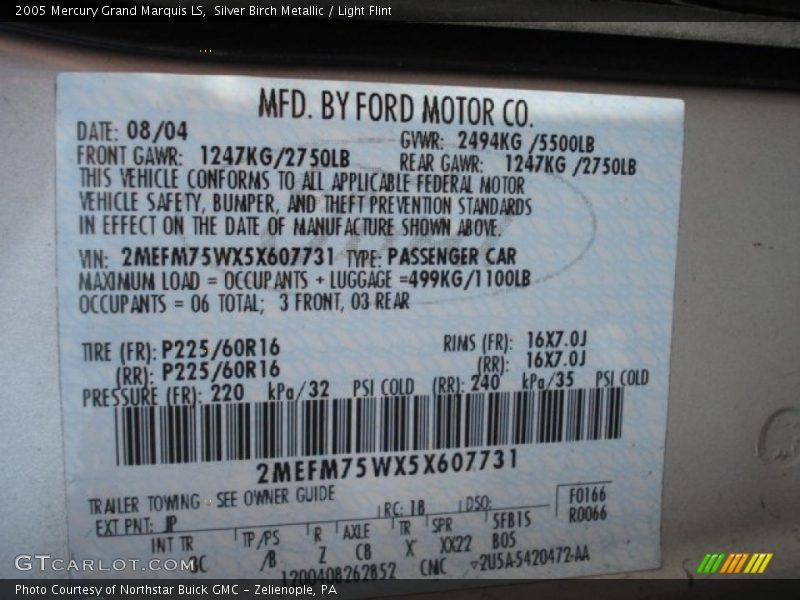 2005 Mercury Grand Marquis LS, Silver Birch Metallic / Light Flint
MFD. BY FORD MOTOR CO.
DATE: 08/04 GVWR: 2494KG /5500LB
FRONT GAWR: 1247KG/2750LB REAR GAWR: 1247KG /2750LB
THIS VEHICLE CONFORMS TO ALL APPLICABLE FEDERAL MOTOR
VEHICLE SAFETY, BUMPER, AND THEFT PREVENTION STANDARDS
IN EFFECT ON THE DATE OF MANUFACTURE SHOWN ABOVE.
VIN: 2MEFM75WX5X607731 TYPE: PASSENGER CAR
MAXIMUM LOAD = OCCUPANTS + LUGGAGE =499KG/1100LB
OCCUPANTS = 06 TOTAL; 3 FRONT, 03 REAR
TIRE (FR): P225/60R16 RIMS (FR): 16X7.0J
(RR): P225/60R16 (RR): 16X7.0J
PRESSURE (FR): 220 kPa/32 PSI COLD (RR): 240 kPa/35 PSI COLD
2MEFM75WX5X607731
TRAILER TOWING - SEE OWNER GUIDE
EXT PNT: JP RC: 18 DSO: F0166
R0066
INT TR TP/PS R AXLE TR SPR 5FB15
/B Z CB X XX22 B05
1200408262852 CMC 2U5A-5420472-AA
GTcarlot.com
Photo Courtesy of Northstar Buick GMC - Zelienople, PA